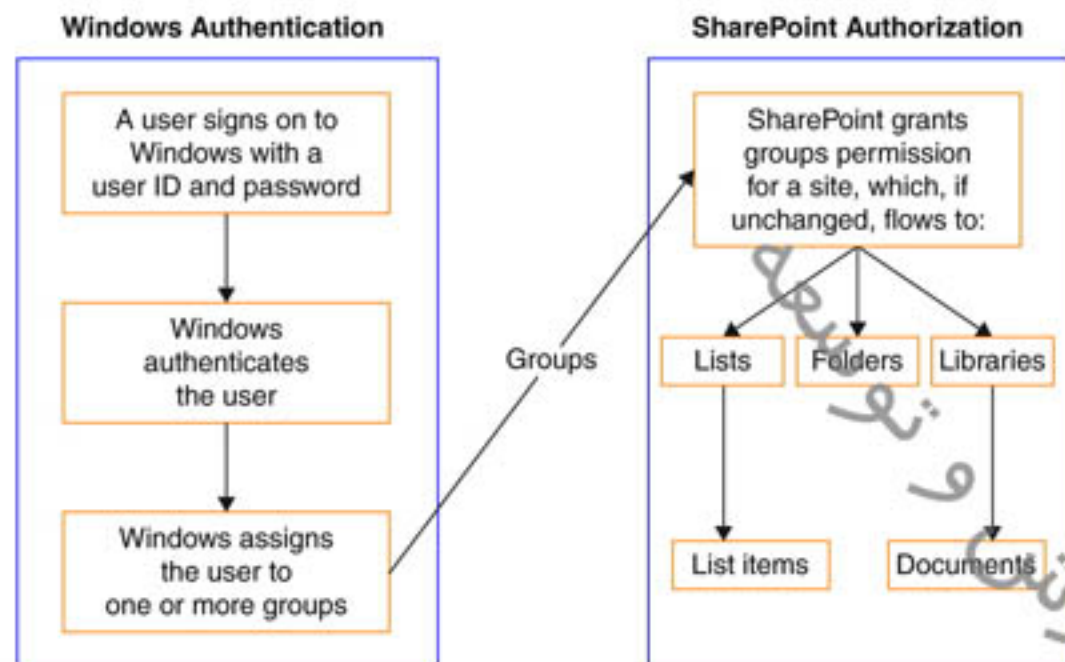 Windows Authentication
A user signs on to
Windows with a
user ID and password
Windows
authenticates
the user
Windows assigns
the user to
one or more groups
Groups
SharePoint Authorization
SharePoint grants
groups permission
for a site, which, if
unchanged, flows to:
Lists
Folders
Libraries
List items
Documents
و توسعه